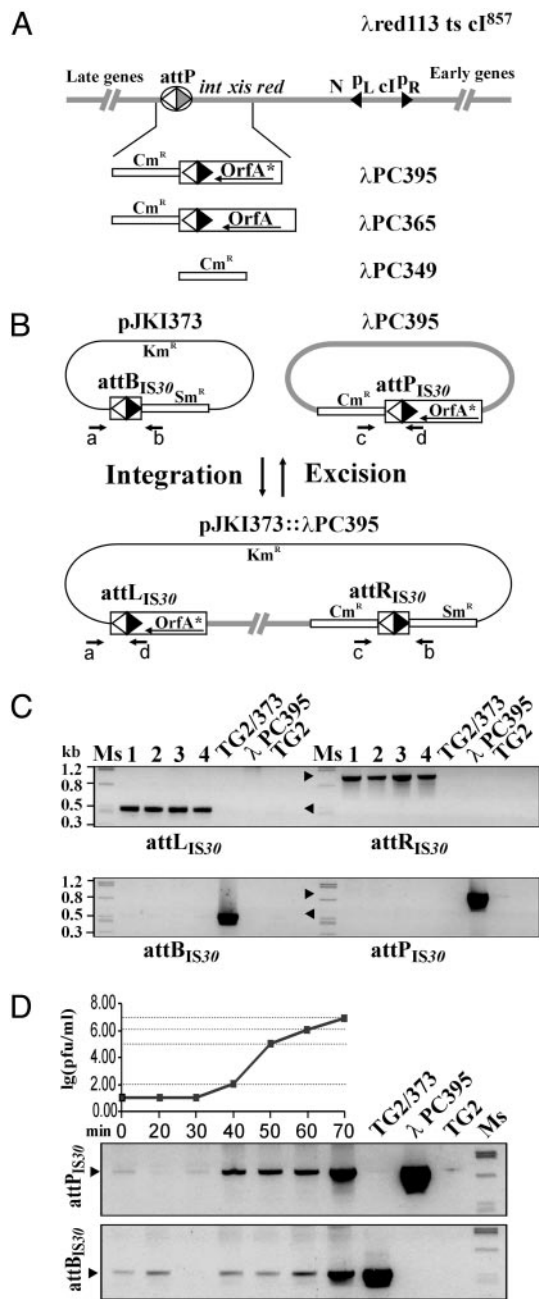 A
λred113 ts cI857
Late genes
attP
int xis red
N pL cI pR
Early genes
CmR
OrfA*
λPC395
CmR
OrfA
λPC365
CmR
λPC349
B
pJKI373
λPC395
KmR
attBIS30
SmR
a b
attPIS30
CmR
OrfA*
c d
Integration
Excision
pJKI373::λPC395
KmR
attLIS30
OrfA*
a d
attRIS30
CmR
SmR
c b
C
kb Ms 1 2 3 4 TG2/373 λ PC395 TG2 1 2 3 4 TG2/373 λ PC395 TG2
1.2
0.8
0.5
0.3
attLIS30
attRIS30
1.2
0.8
0.5
0.3
attBIS30
attPIS30
D
lg(pfu/ml)
8.00
6.00
4.00
2.00
0.00
min 0 20 30 40 50 60 70 TG2/373 λ PC395 TG2 Ms
attPIS30
attBIS30